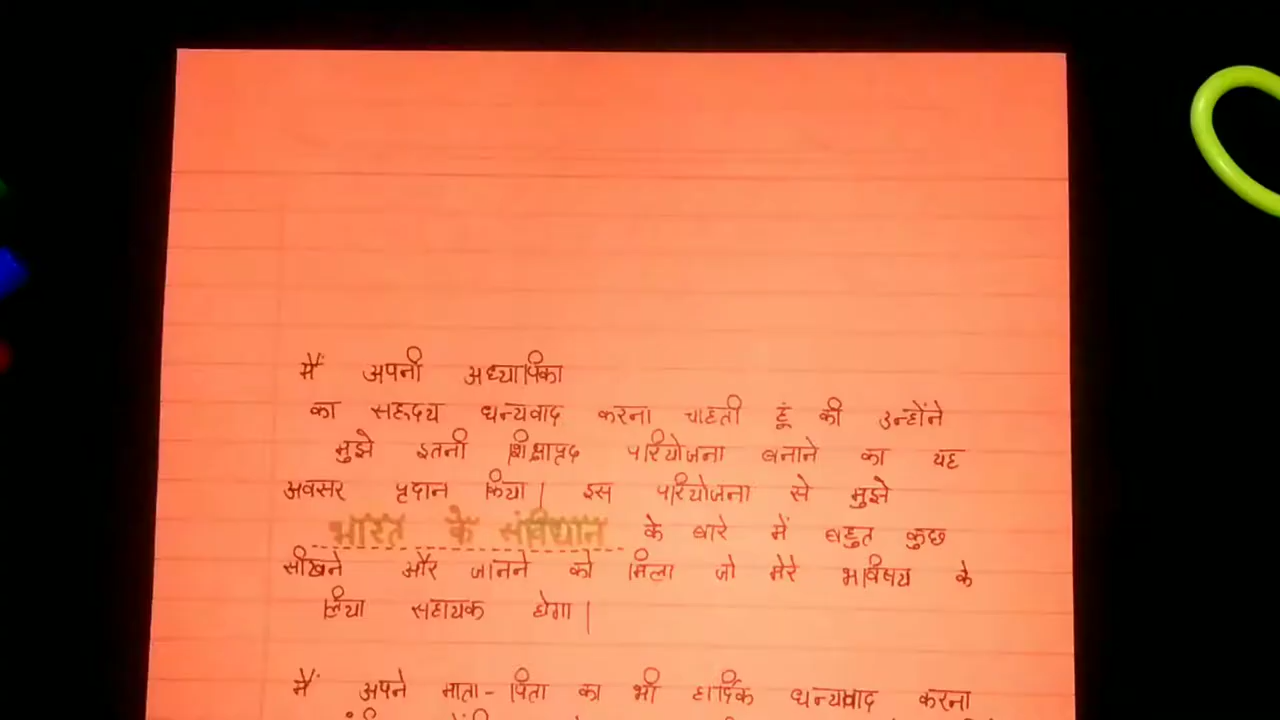 मैं अपनी अध्यापिका
का सहृदय धन्यवाद करना चाहती हूं की उन्होंने
मुझे इतनी शिक्षाप्रद परियोजना बनाने का यह
अवसर प्रदान किया | इस परियोजना से मुझे
भारत के संविधान के बारे में बहुत कुछ
सीखने और जानने को मिला जो मेरे भविषय के
लिया सहायक होगा |
मैं अपने माता - पिता का भी हार्दिक धन्यवाद करना